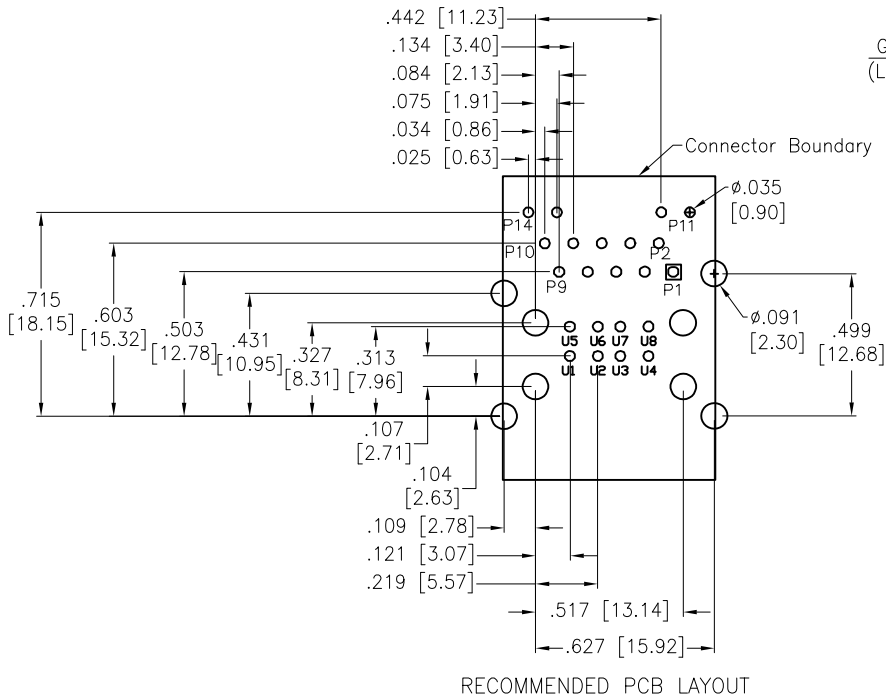 .442 [11.23]
.134 [3.40]
.084 [2.13]
.075 [1.91]
.034 [0.86]
.025 [0.63]
G
(L
Connector Boundary
ø.035
[0.90]
P14
P11
P10
P2
P9
P1
.715
[18.15]
.603
[15.32]
.503
[12.78]
.431
[10.95]
.327
[8.31]
.313
[7.96]
U5 U6 U7 U8
U1 U2 U3 U4
ø.091
[2.30]
.499
[12.68]
.107
[2.71]
.104
[2.63]
.109 [2.78]
.121 [3.07]
.219 [5.57]
.517 [13.14]
.627 [15.92]
RECOMMENDED PCB LAYOUT